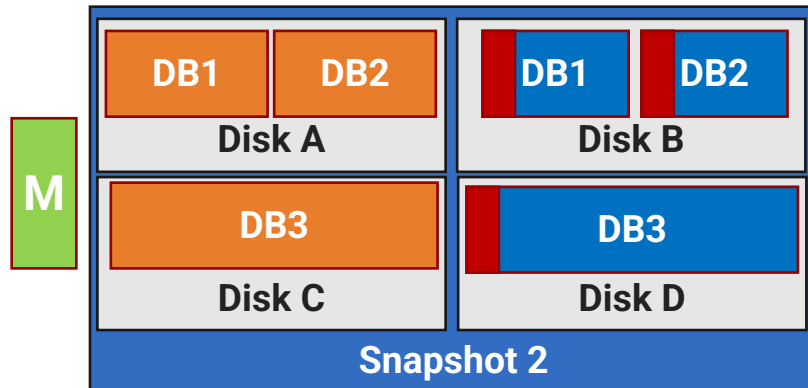 DB1 DB2 DB1 DB2
Disk A Disk B
M
DB3 DB3
Disk C Disk D
Snapshot 2